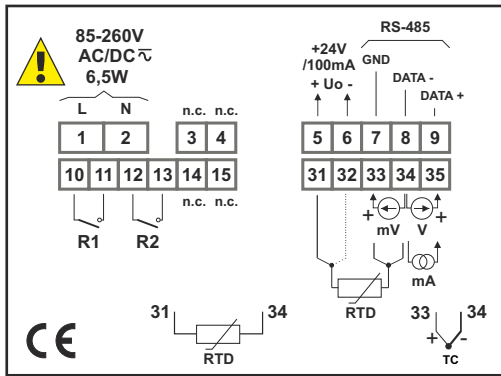 85-260V
AC/DC
6,5W
L N
1 2
n.c. n.c.
3 4
10 11 12 13 14 15
n.c. n.c.
R1 R2
RS-485
+24V
/100mA
+ Uo -
GND
DATA -
DATA +
5 6 7 8 9
31 32 33 34 35
+ mV V +
mA
RTD
31 34
RTD
33 34
+ -
TC
CE